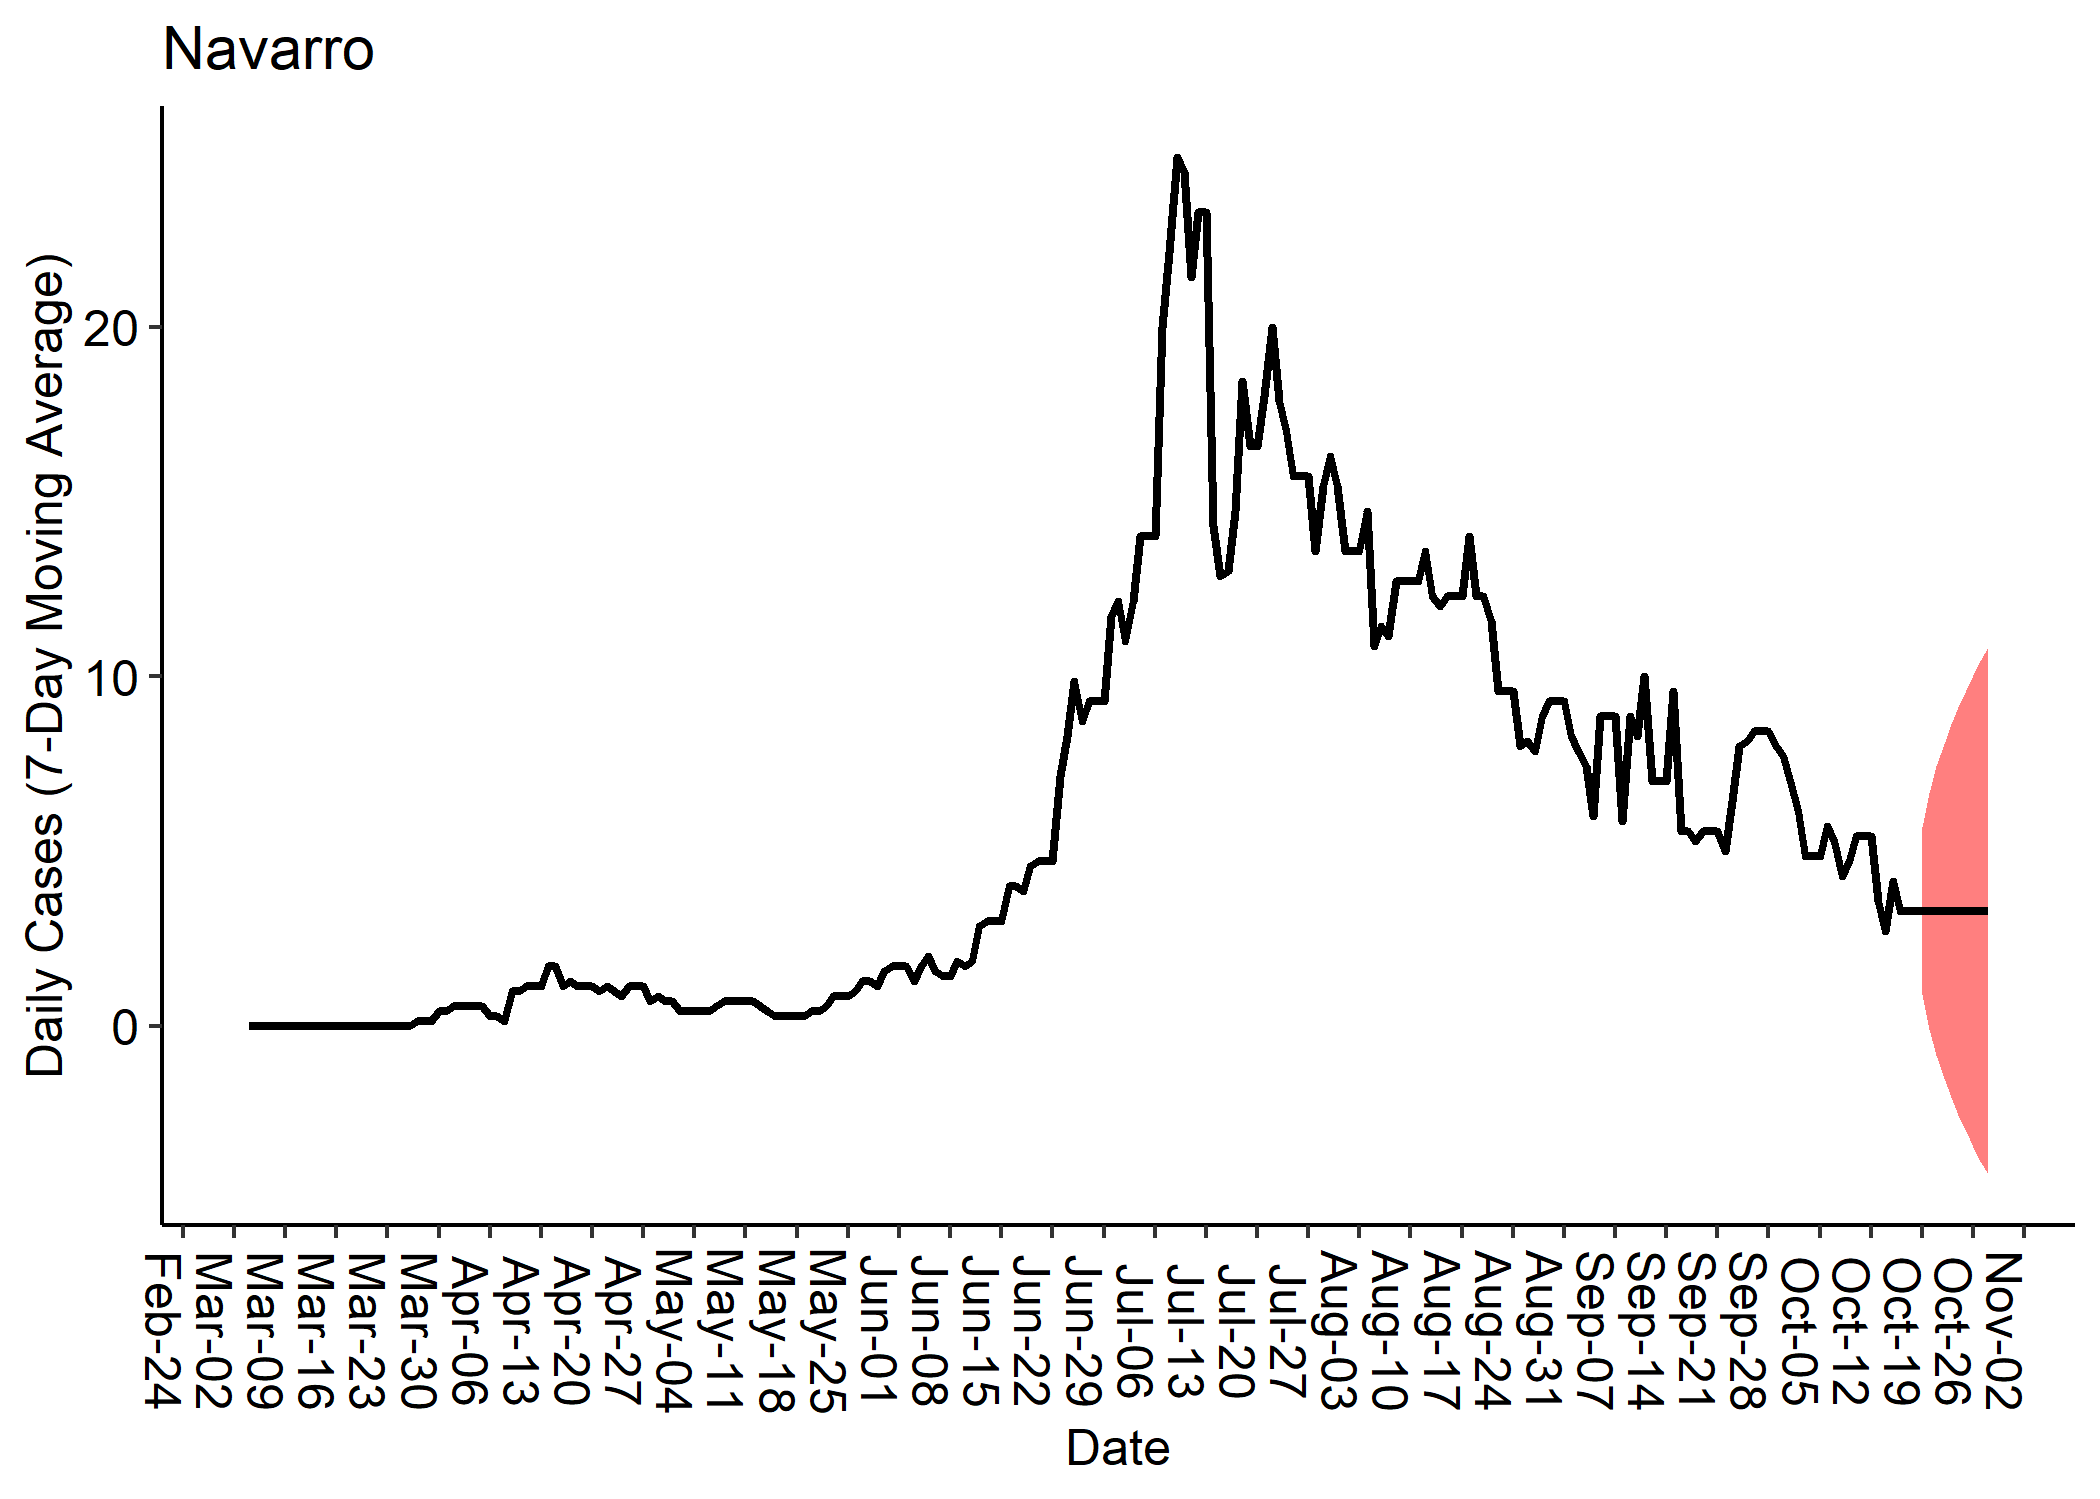 Navarro
Daily Cases (7-Day Moving Average)
20
10
0
Feb-24
Mar-02
Mar-09
Mar-16
Mar-23
Mar-30
Apr-06
Apr-13
Apr-20
Apr-27
May-04
May-11
May-18
May-25
Jun-01
Jun-08
Jun-15
Jun-22
Jun-29
Jul-06
Jul-13
Jul-20
Jul-27
Aug-03
Aug-10
Aug-17
Aug-24
Aug-31
Sep-07
Sep-14
Sep-21
Sep-28
Oct-05
Oct-12
Oct-19
Oct-26
Nov-02
Date